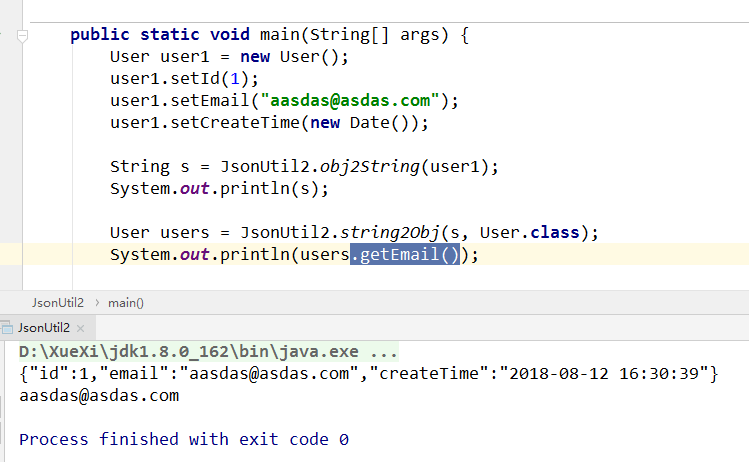 public static void main(String[] args) {
User user1 = new User();
user1.setId(1);
user1.setEmail("aasdas@asdas.com");
user1.setCreateTime(new Date());
String s = JsonUtil2.obj2String(user1);
System.out.println(s);
User users = JsonUtil2.string2Obj(s, User.class);
System.out.println(users.getEmail());
JsonUtil2 › main()
JsonUtil2 ×
D:\XueXi\jdk1.8.0_162\bin\java.exe ...
{"id":1,"email":"aasdas@asdas.com","createTime":"2018-08-12 16:30:39"}
aasdas@asdas.com
Process finished with exit code 0